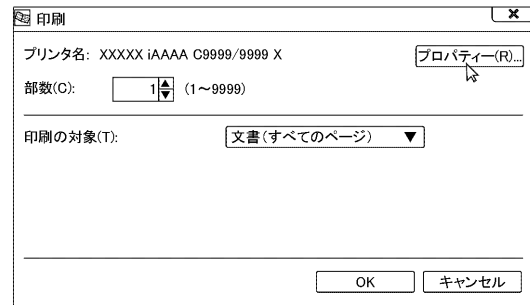 印刷
プリンタ名: XXXXX iAAAA C9999/9999 X
プロパティー(R)...
部数(C): 1 (1～9999)
印刷の対象(T): 文書(すべてのページ)
OK キャンセル